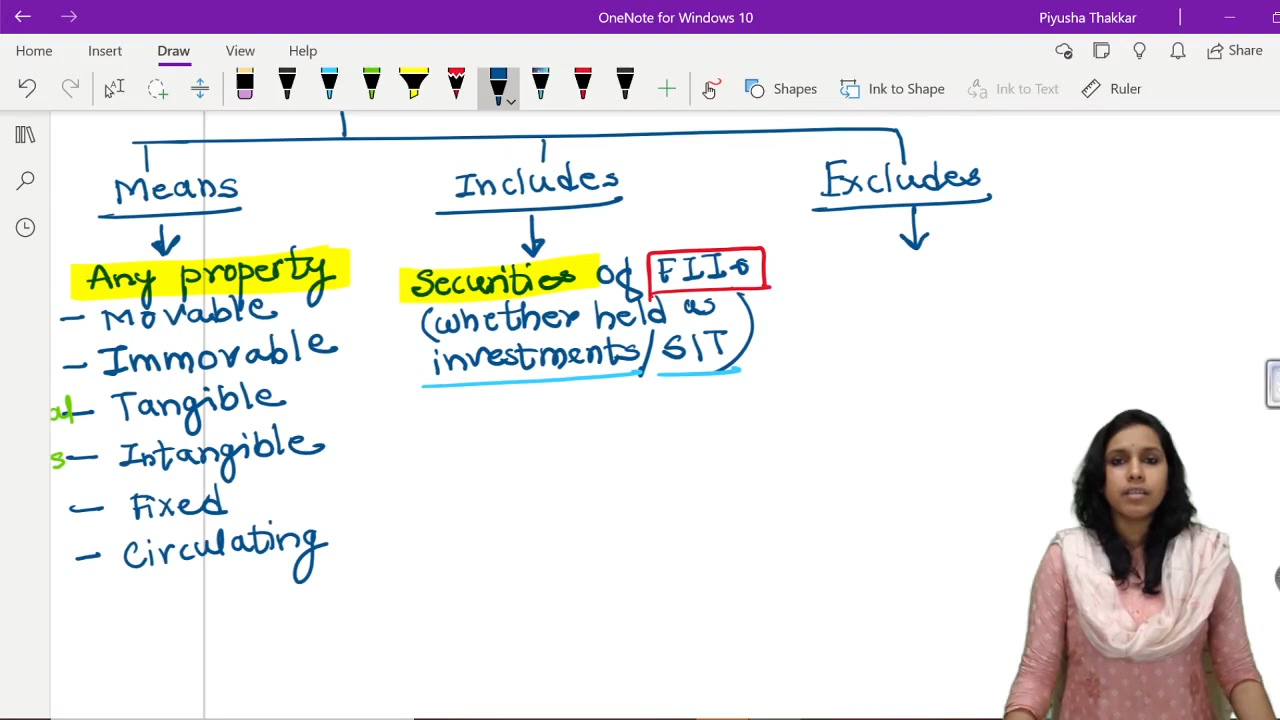 OneNote for Windows 10
Piyusha Thakkar
Home Insert Draw View Help
Share
Shapes
Ink to Shape
Ink to Text
Ruler
Means
Any property
- Movable
- Immovable
- Tangible
- Intangible
- Fixed
- Circulating
al
s
Includes
Securities of FIIs
(whether held as
investments/SIT)
Excludes